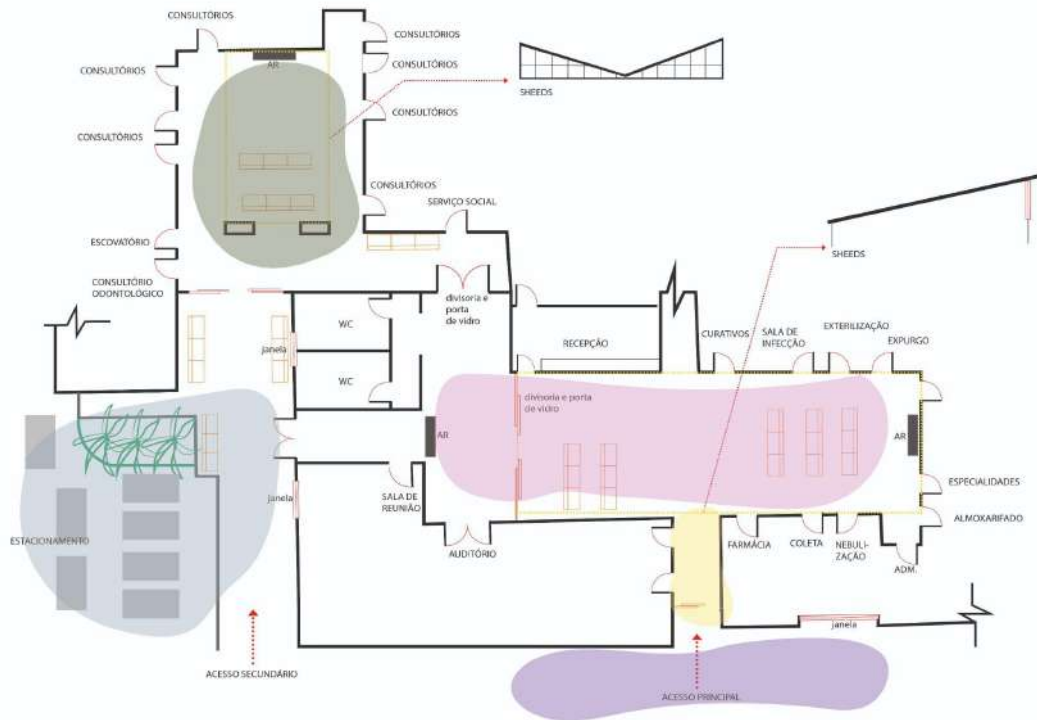 CONSULTÓRIOS
CONSULTÓRIOS
AR
CONSULTÓRIOS
CONSULTÓRIOS
SHEEDS
CONSULTÓRIOS
CONSULTÓRIOS
CONSULTÓRIOS
SERVIÇO SOCIAL
ESCOVATÓRIO
SHEEDS
CONSULTÓRIO
ODONTOLÓGICO
divisoria e
porta
de vidro
WC
janela
RECEPÇÃO
CURATIVOS
SALA DE
INFECÇÃO
EXTERILIZAÇÃO
EXPURGO
WC
divisoria e porta
de vidro
AR
AR
janela
SALA DE
REUNIÃO
ESPECIALIDADES
ALMOXARIFADO
ESTACIONAMENTO
AUDITÓRIO
FARMÁCIA
COLETA
NEBULI-
ZAÇÃO
ADM.
janela
ACESSO SECUNDÁRIO
ACESSO PRINCIPAL